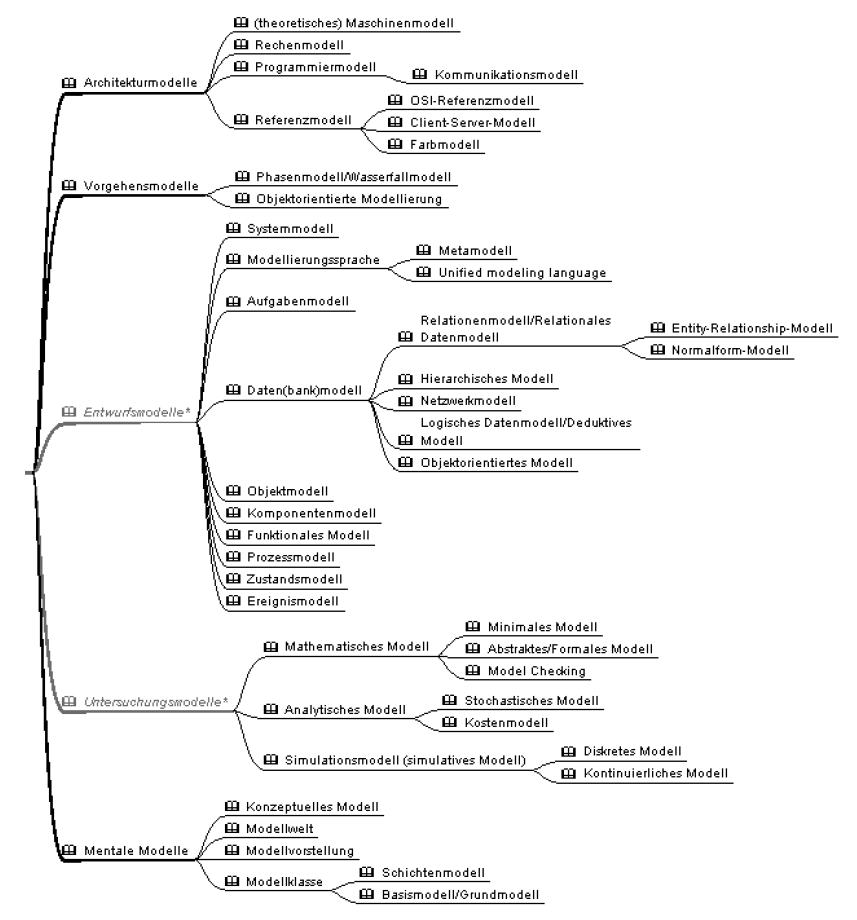 (theoretisches) Maschinenmodell
Rechenmodell
Programmiermodell
Kommunikationsmodell
Architekturmodelle
OSI-Referenzmodell
Referenzmodell
Client-Server-Modell
Farbmodell
Phasenmodell/Wasserfallmodell
Vorgehensmodelle
Objektorientierte Modellierung
Systemmodell
Metamodell
Modellierungssprache
Unified modeling language
Aufgabenmodell
Relationenmodell/Relationales
Datenmodell
Entity-Relationship-Modell
Normalform-Modell
Hierarchisches Modell
Daten(bank)modell
Netzwerkmodell
Entwurfsmodelle*
Logisches Datenmodell/Deduktives
Modell
Objektorientiertes Modell
Objektmodell
Komponentenmodell
Funktionales Modell
Prozessmodell
Zustandsmodell
Ereignismodell
Minimales Modell
Mathematisches Modell
Abstraktes/Formales Modell
Model Checking
Untersuchungsmodelle*
Stochastisches Modell
Analytisches Modell
Kostenmodell
Diskretes Modell
Simulationsmodell (simulatives Modell)
Kontinuierliches Modell
Konzeptuelles Modell
Modellwelt
Mentale Modelle
Modellvorstellung
Schichtenmodell
Modellklasse
Basismodell/Grundmodell